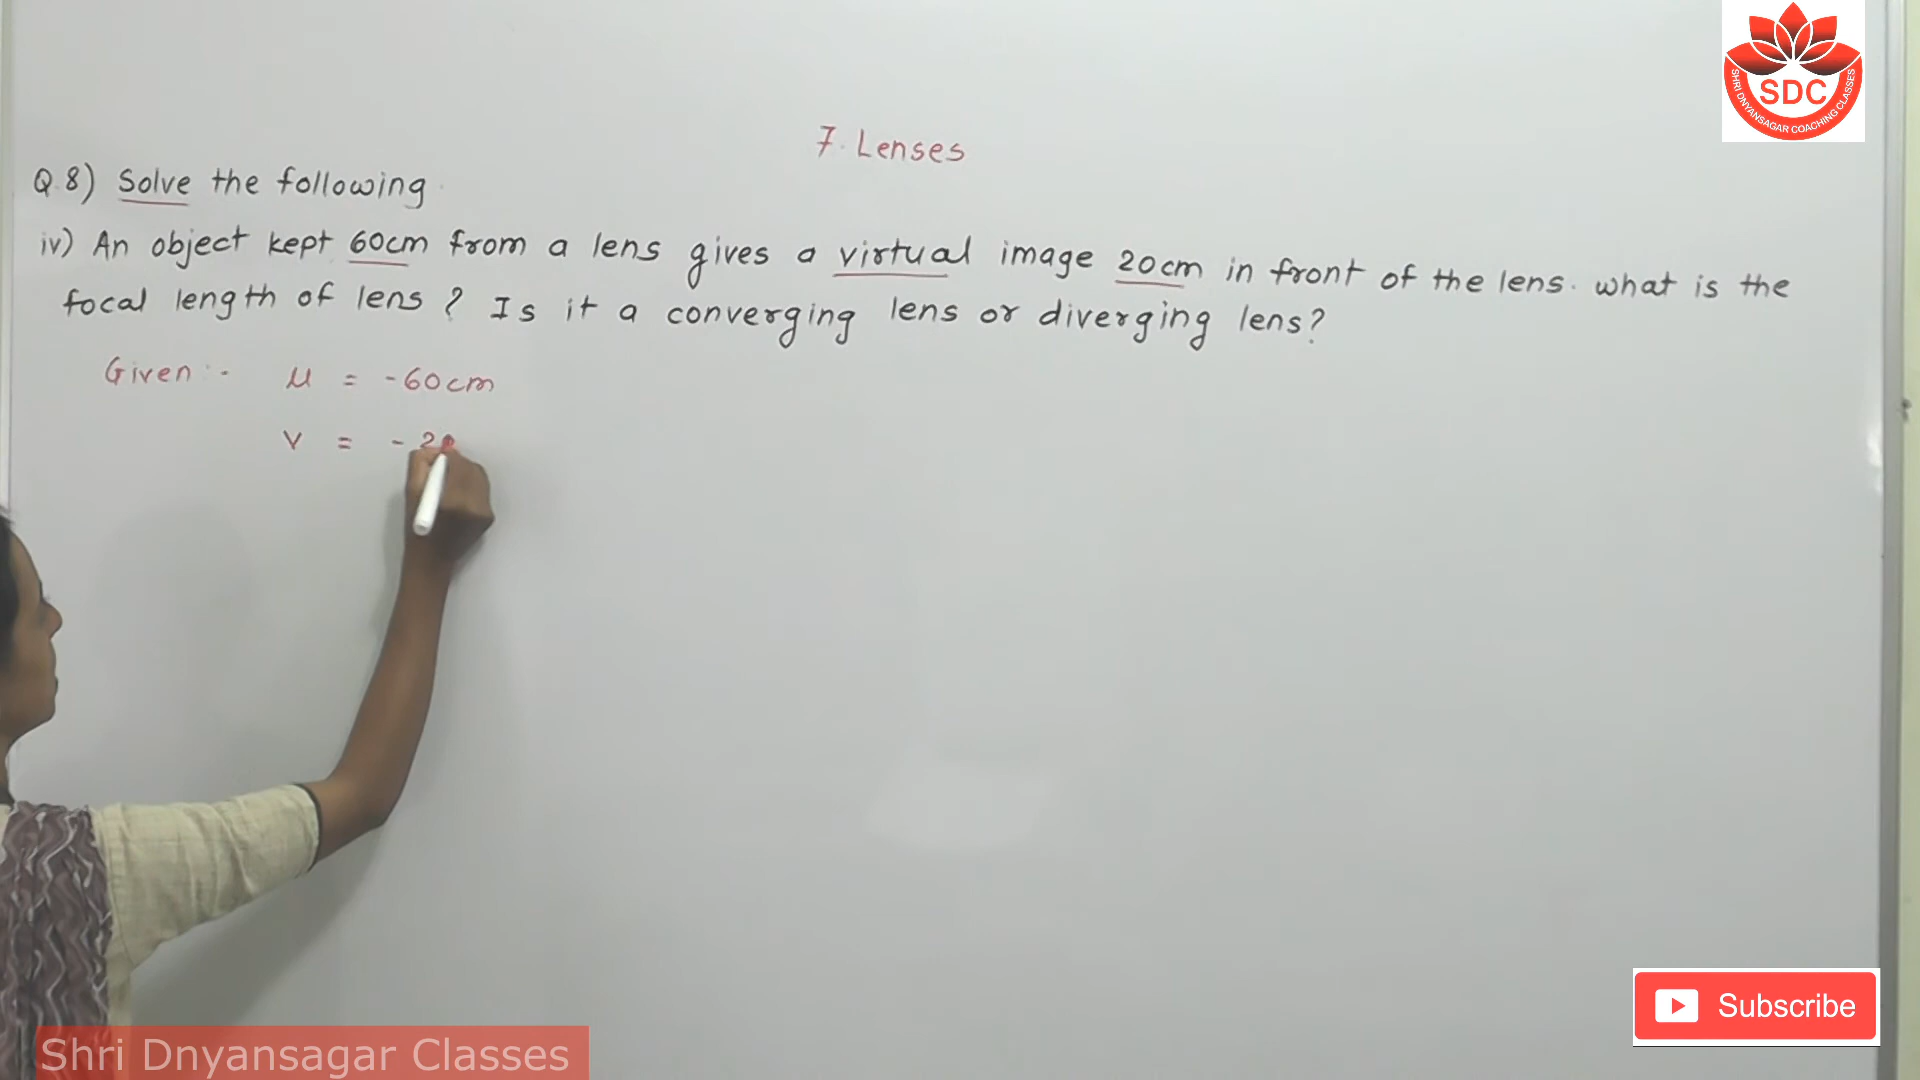 SDC
SHRI DNYANSAGAR COACHING CLASSES
7. Lenses
Q.8) Solve the following.
iv) An object kept 60cm from a lens gives a virtual image 20cm in front of the lens. what is the
focal length of lens? Is it a converging lens or diverging lens?
Given :- u = -60cm
v = -20
Subscribe
Shri Dnyansagar Classes